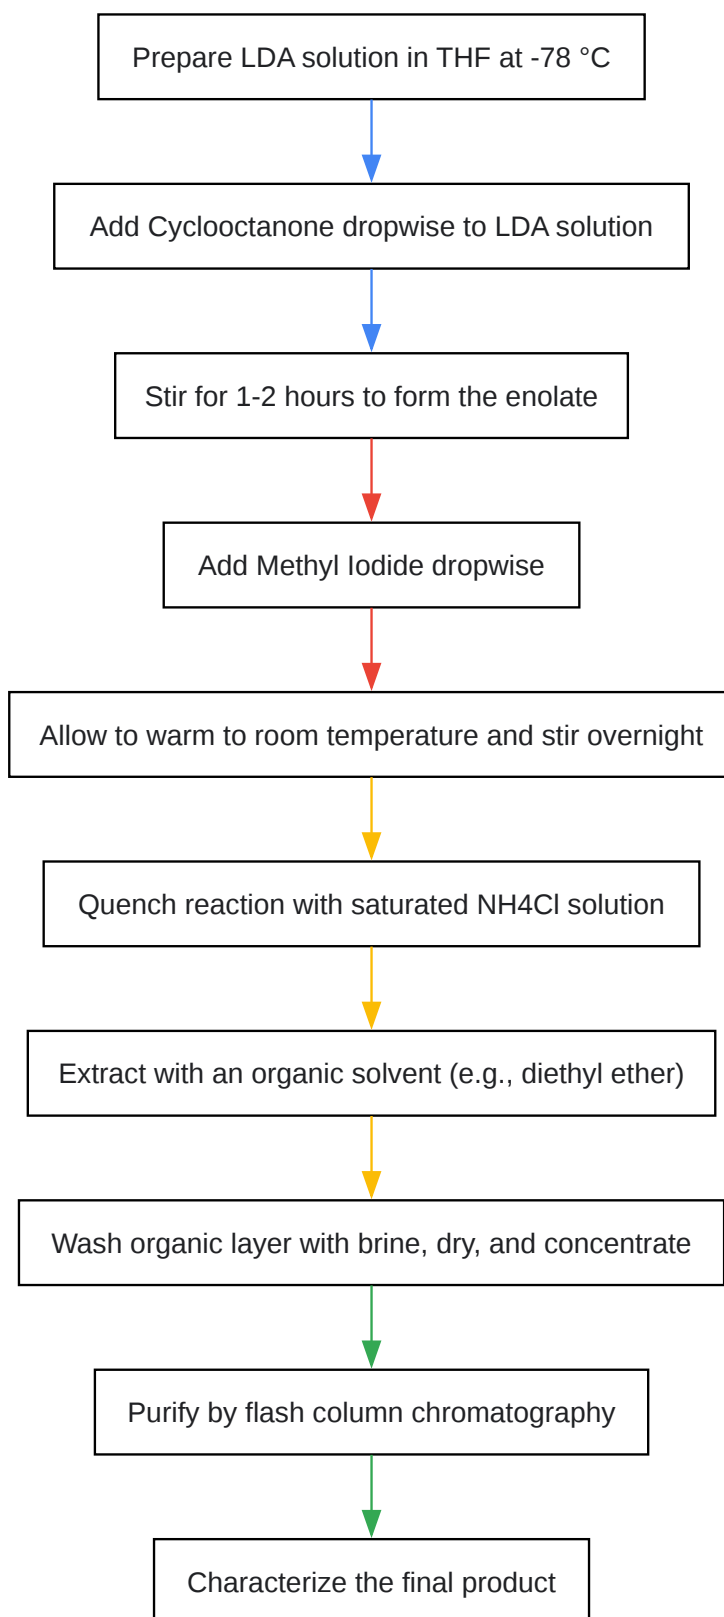 Prepare LDA solution in THF at -78 °C
Add Cyclooctanone dropwise to LDA solution
Stir for 1-2 hours to form the enolate
Add Methyl Iodide dropwise
Allow to warm to room temperature and stir overnight
Quench reaction with saturated NH4Cl solution
Extract with an organic solvent (e.g., diethyl ether)
Wash organic layer with brine, dry, and concentrate
Purify by flash column chromatography
Characterize the final product